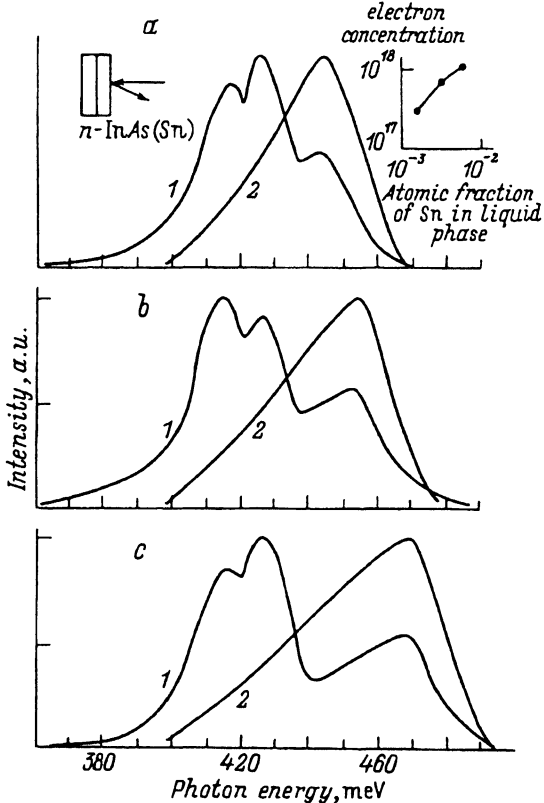 a
electron
concentration
10^18
10^17
10^-3
10^-2
Atomic fraction
of Sn in liquid
phase
n-InAs(Sn)
1
2
b
1
2
Intensity, a.u.
c
1
2
380
420
460
Photon energy, meV